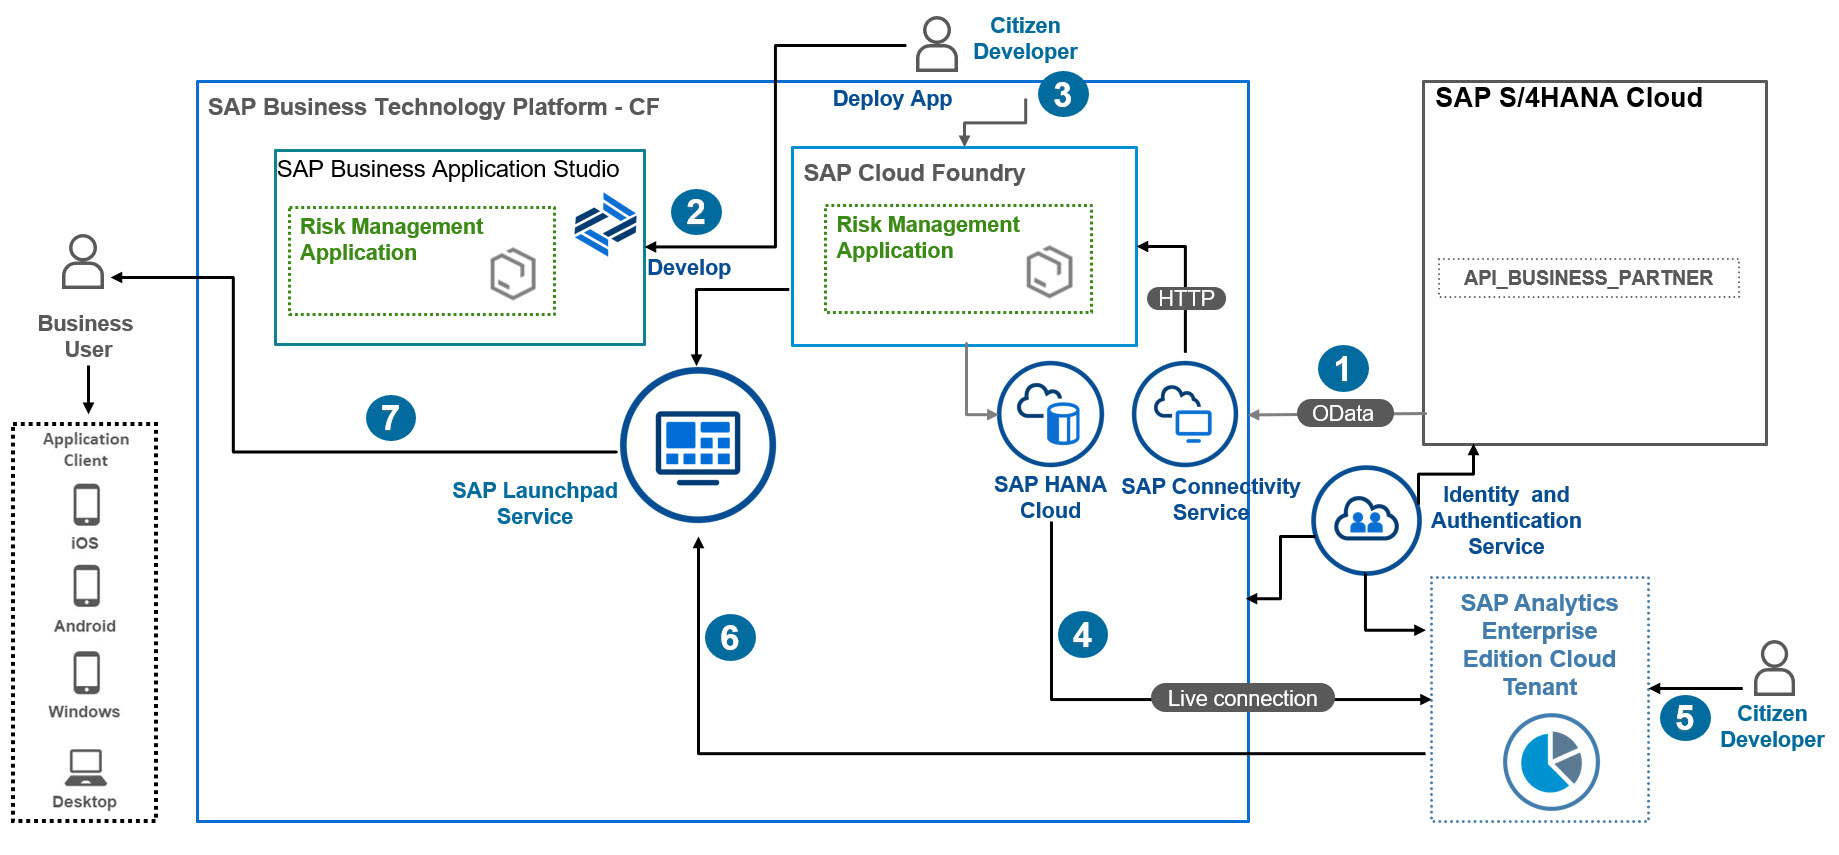 Citizen
Developer
3
Deploy App
SAP Business Technology Platform - CF
SAP S/4HANA Cloud
API_BUSINESS_PARTNER
SAP Business Application Studio
Risk Management
Application
2
Develop
SAP Cloud Foundry
Risk Management
Application
HTTP
1
OData
Business
User
7
Application
Client
iOS
Android
Windows
Desktop
SAP Launchpad
Service
SAP HANA
Cloud
SAP Connectivity
Service
Identity and
Authentication
Service
6
4
Live connection
SAP Analytics
Enterprise
Edition Cloud
Tenant
5
Citizen
Developer